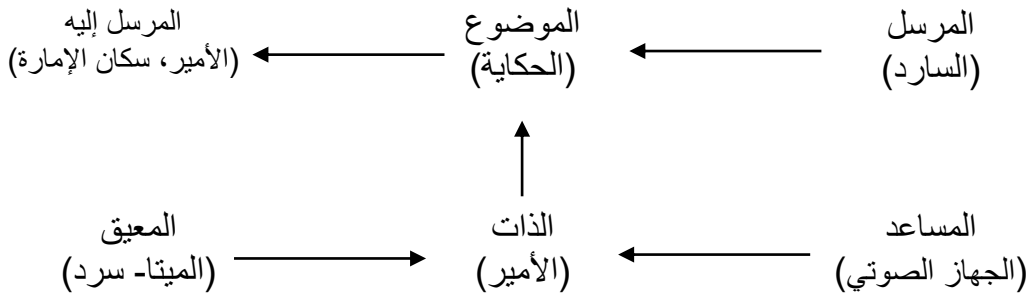 المرسل
(السارد)
الموضوع
(الحكاية)
المرسل إليه
(الأمير، سكان الإمارة)
المساعد
(الجهاز الصوتي)
الذات
(الأمير)
المعيق
(الميتا- سرد)